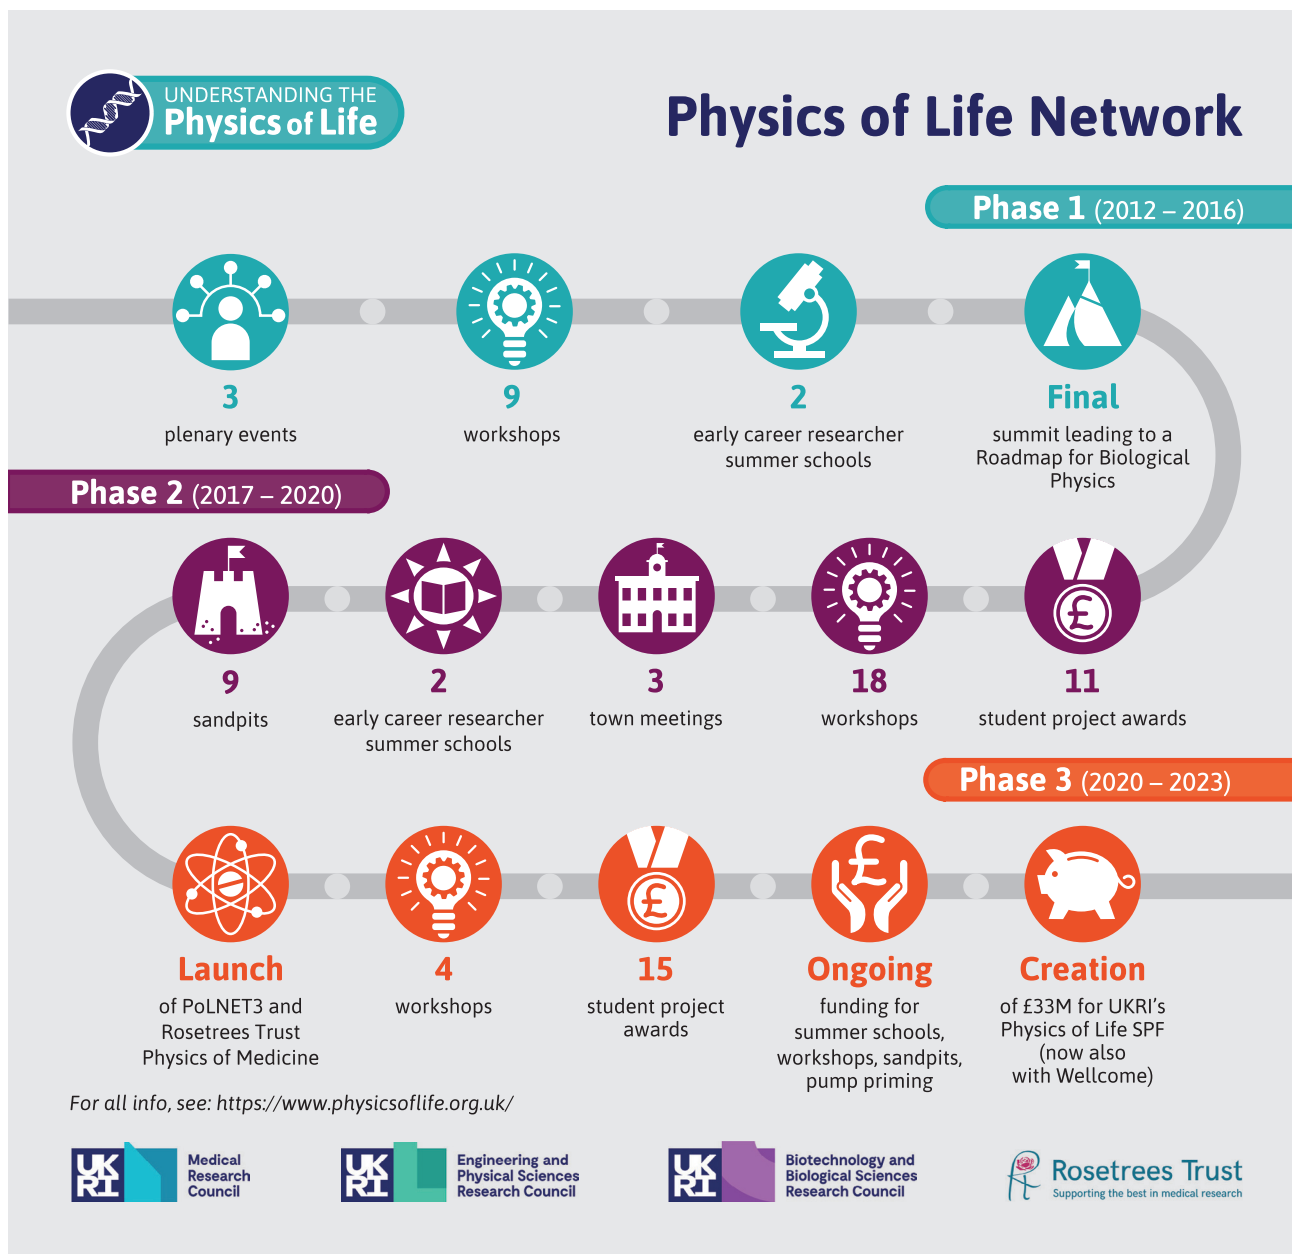 UNDERSTANDING THE
Physics of Life
Physics of Life Network
Phase 1 (2012 – 2016)
3
plenary events
9
workshops
2
early career researcher
summer schools
Final
summit leading to a
Roadmap for Biological
Physics
Phase 2 (2017 – 2020)
9
sandpits
2
early career researcher
summer schools
3
town meetings
18
workshops
£
11
student project awards
Phase 3 (2020 – 2023)
Launch
of PoLNET3 and
Rosetrees Trust
Physics of Medicine
4
workshops
£
15
student project
awards
£
Ongoing
funding for
summer schools,
workshops, sandpits,
pump priming
Creation
of £33M for UKRI’s
Physics of Life SPF
(now also
with Wellcome)
For all info, see: https://www.physicsoflife.org.uk/
UK
RI
Medical
Research
Council
UK
RI
Engineering and
Physical Sciences
Research Council
UK
RI
Biotechnology and
Biological Sciences
Research Council
Rosetrees Trust
Supporting the best in medical research